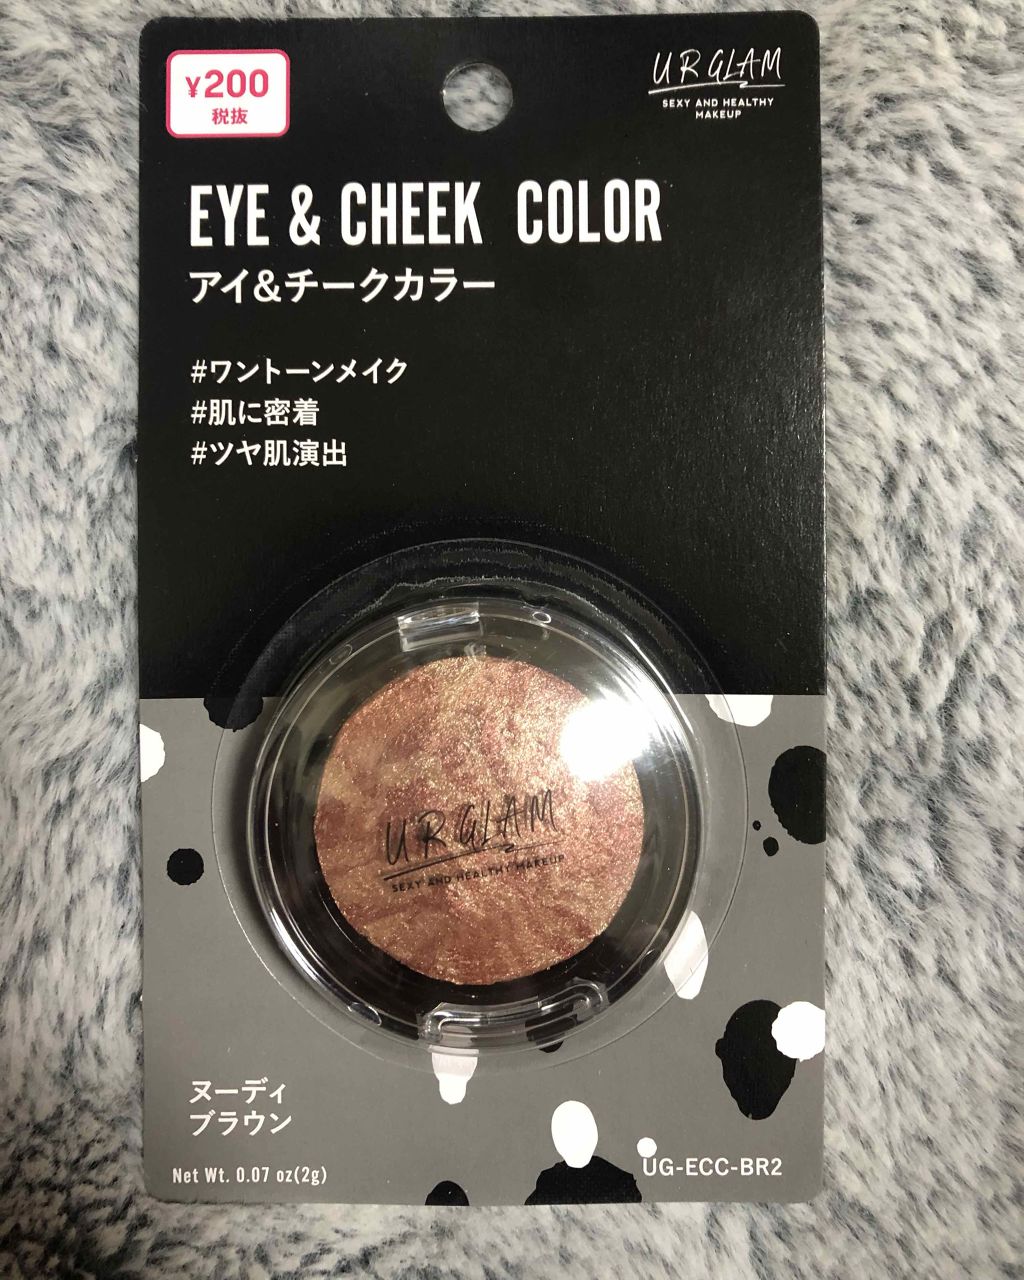 ¥200
税抜
UR GLAM
SEXY AND HEALTHY
MAKEUP
EYE & CHEEK COLOR
アイ&チークカラー
#ワントーンメイク
#肌に密着
#ツヤ肌演出
UR GLAM
SEXY AND HEALTHY MAKEUP
ヌーディ
ブラウン
Net Wt. 0.07 oz(2g)
UG-ECC-BR2